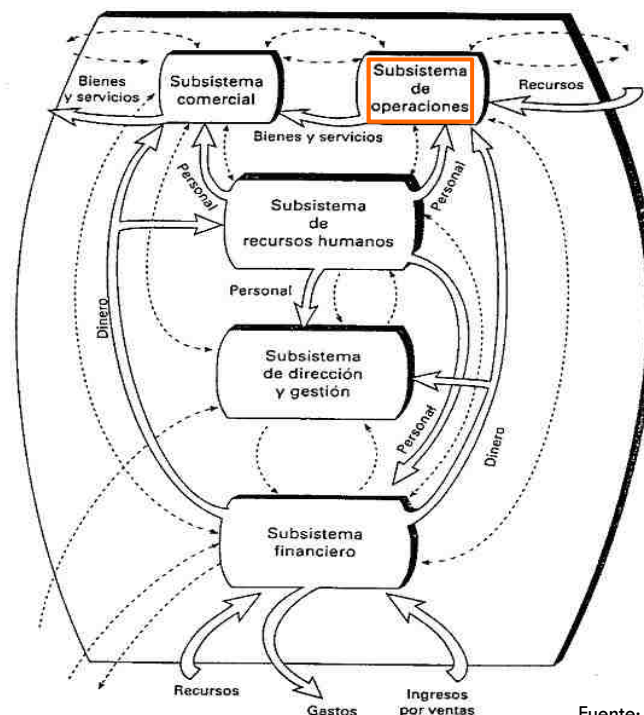 Bienes
y servicios
Subsistema
comercial
Subsistema
de
operaciones
Recursos
Bienes y servicios
Personal
Personal
Subsistema
de
recursos humanos
Personal
Dinero
Subsistema
de dirección
y gestión
Personal
Dinero
Subsistema
financiero
Recursos
Gastos
Ingresos
por ventas
Fuente: